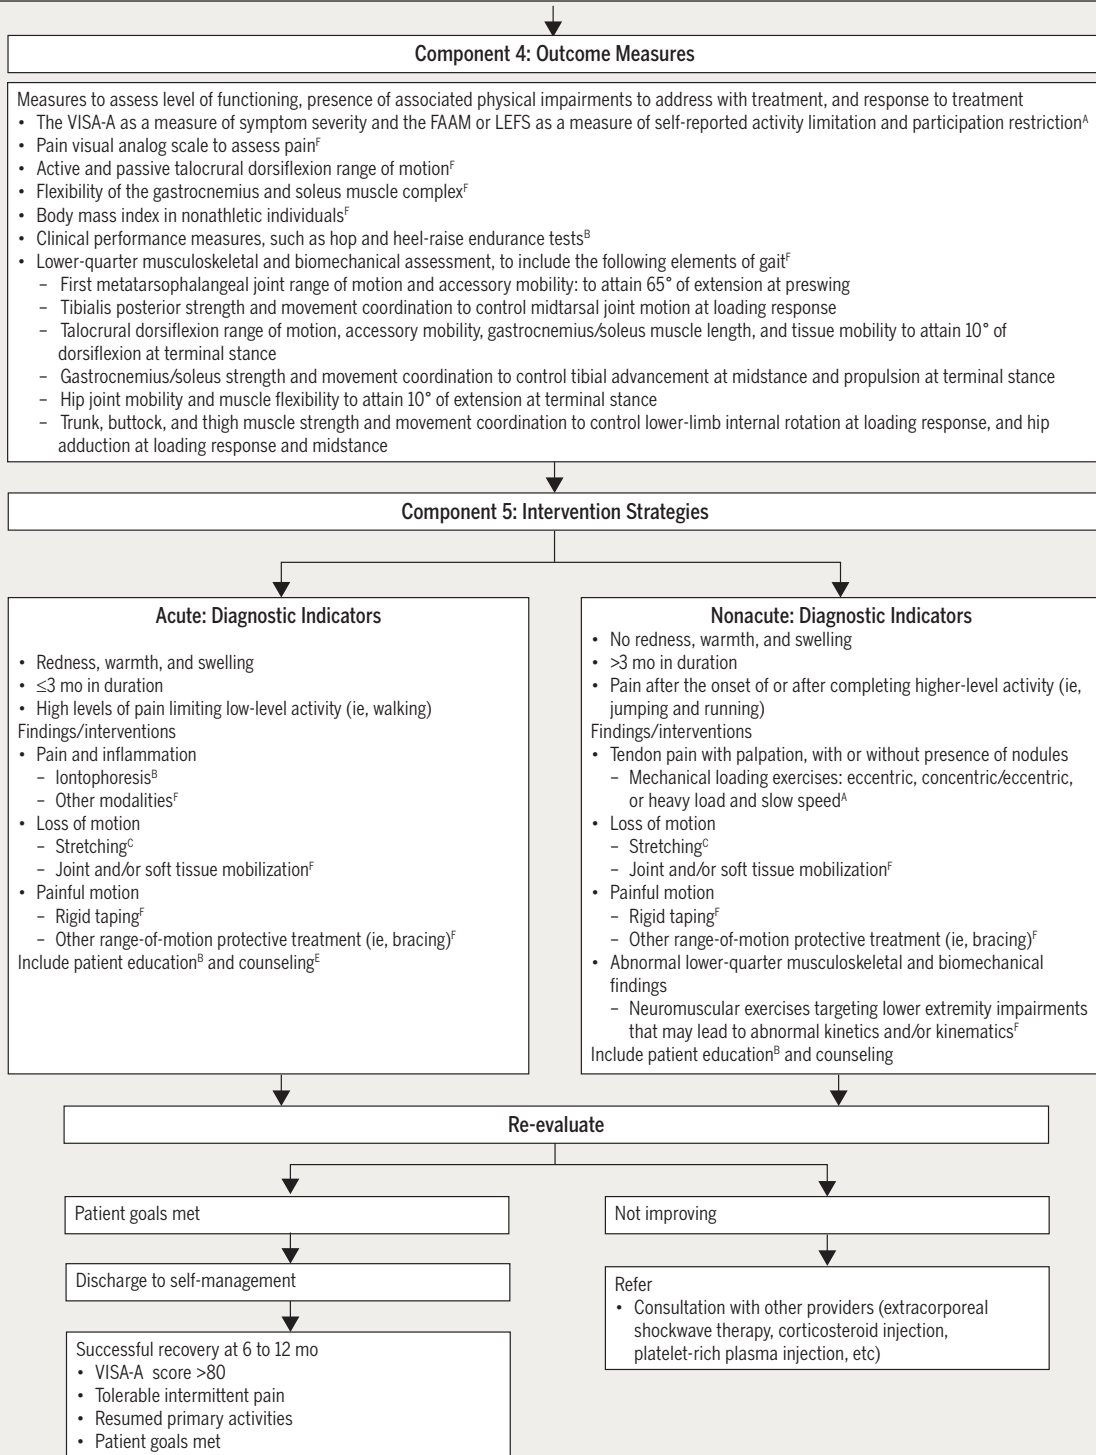 Component 4: Outcome Measures
Measures to assess level of functioning, presence of associated physical impairments to address with treatment, and response to treatment
• The VISA-A as a measure of symptom severity and the FAAM or LEFS as a measure of self-reported activity limitation and participation restrictionᴬ
• Pain visual analog scale to assess painF
• Active and passive talocrural dorsiflexion range of motionF
• Flexibility of the gastrocnemius and soleus muscle complexF
• Body mass index in nonathletic individualsF
• Clinical performance measures, such as hop and heel-raise endurance testsᴮ
• Lower-quarter musculoskeletal and biomechanical assessment, to include the following elements of gaitF
– First metatarsophalangeal joint range of motion and accessory mobility: to attain 65° of extension at preswing
– Tibialis posterior strength and movement coordination to control midtarsal joint motion at loading response
– Talocrural dorsiflexion range of motion, accessory mobility, gastrocnemius/soleus muscle length, and tissue mobility to attain 10° of
dorsiflexion at terminal stance
– Gastrocnemius/soleus strength and movement coordination to control tibial advancement at midstance and propulsion at terminal stance
– Hip joint mobility and muscle flexibility to attain 10° of extension at terminal stance
– Trunk, buttock, and thigh muscle strength and movement coordination to control lower-limb internal rotation at loading response, and hip
adduction at loading response and midstance
Component 5: Intervention Strategies
Acute: Diagnostic Indicators
• Redness, warmth, and swelling
• ≤3 mo in duration
• High levels of pain limiting low-level activity (ie, walking)
Findings/interventions
• Pain and inflammation
– Iontophoresisᴮ
– Other modalitiesF
• Loss of motion
– Stretchingꟲ
– Joint and/or soft tissue mobilizationF
• Painful motion
– Rigid tapingF
– Other range-of-motion protective treatment (ie, bracing)F
Include patient educationᴮ and counselingᴱ
Nonacute: Diagnostic Indicators
• No redness, warmth, and swelling
• >3 mo in duration
• Pain after the onset of or after completing higher-level activity (ie,
jumping and running)
Findings/interventions
• Tendon pain with palpation, with or without presence of nodules
– Mechanical loading exercises: eccentric, concentric/eccentric,
or heavy load and slow speedᴬ
• Loss of motion
– Stretchingꟲ
– Joint and/or soft tissue mobilizationF
• Painful motion
– Rigid tapingF
– Other range-of-motion protective treatment (ie, bracing)F
• Abnormal lower-quarter musculoskeletal and biomechanical
findings
– Neuromuscular exercises targeting lower extremity impairments
that may lead to abnormal kinetics and/or kinematicsF
Include patient educationᴮ and counseling
Re-evaluate
Patient goals met
Discharge to self-management
Successful recovery at 6 to 12 mo
• VISA-A score >80
• Tolerable intermittent pain
• Resumed primary activities
• Patient goals met
Not improving
Refer
• Consultation with other providers (extracorporeal
shockwave therapy, corticosteroid injection,
platelet-rich plasma injection, etc)